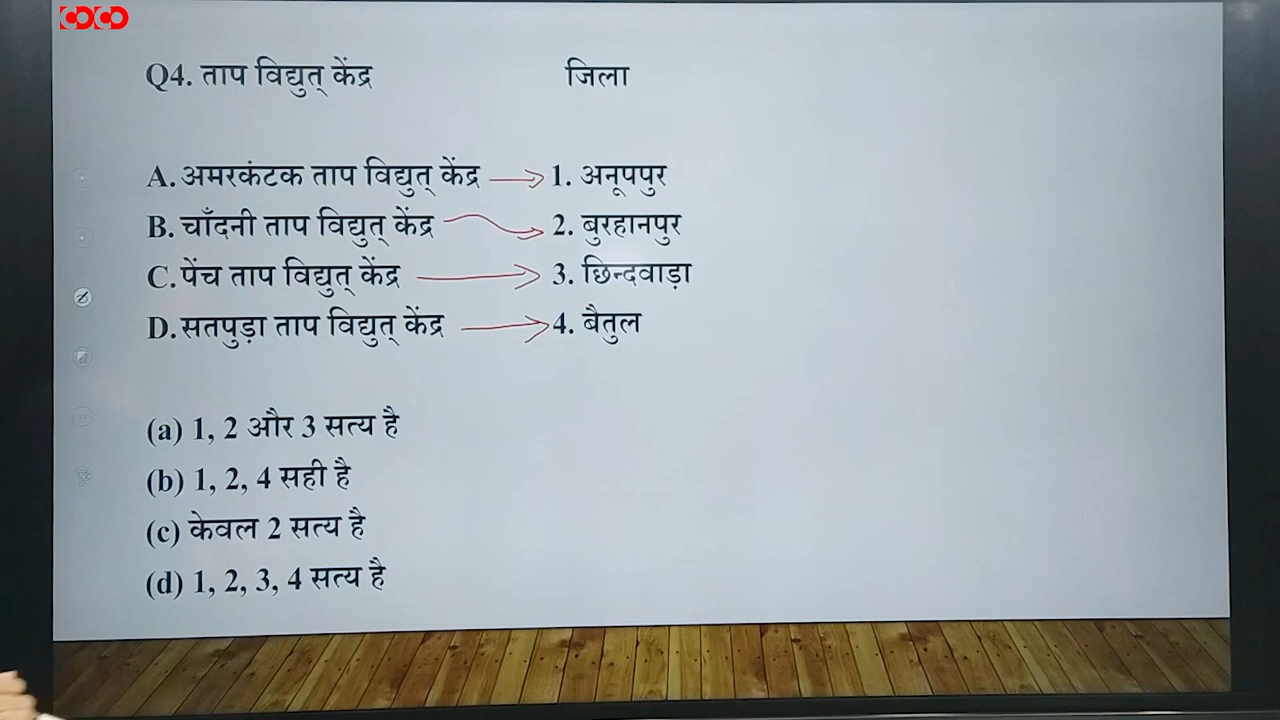 COCO
Q4. ताप विद्युत् केंद्र जिला
A. अमरकंटक ताप विद्युत् केंद्र 1. अनूपपुर
B. चाँदनी ताप विद्युत् केंद्र 2. बुरहानपुर
C. पेंच ताप विद्युत् केंद्र 3. छिन्दवाड़ा
D. सतपुड़ा ताप विद्युत् केंद्र 4. बैतुल
(a) 1, 2 और 3 सत्य है
(b) 1, 2, 4 सही है
(c) केवल 2 सत्य है
(d) 1, 2, 3, 4 सत्य है